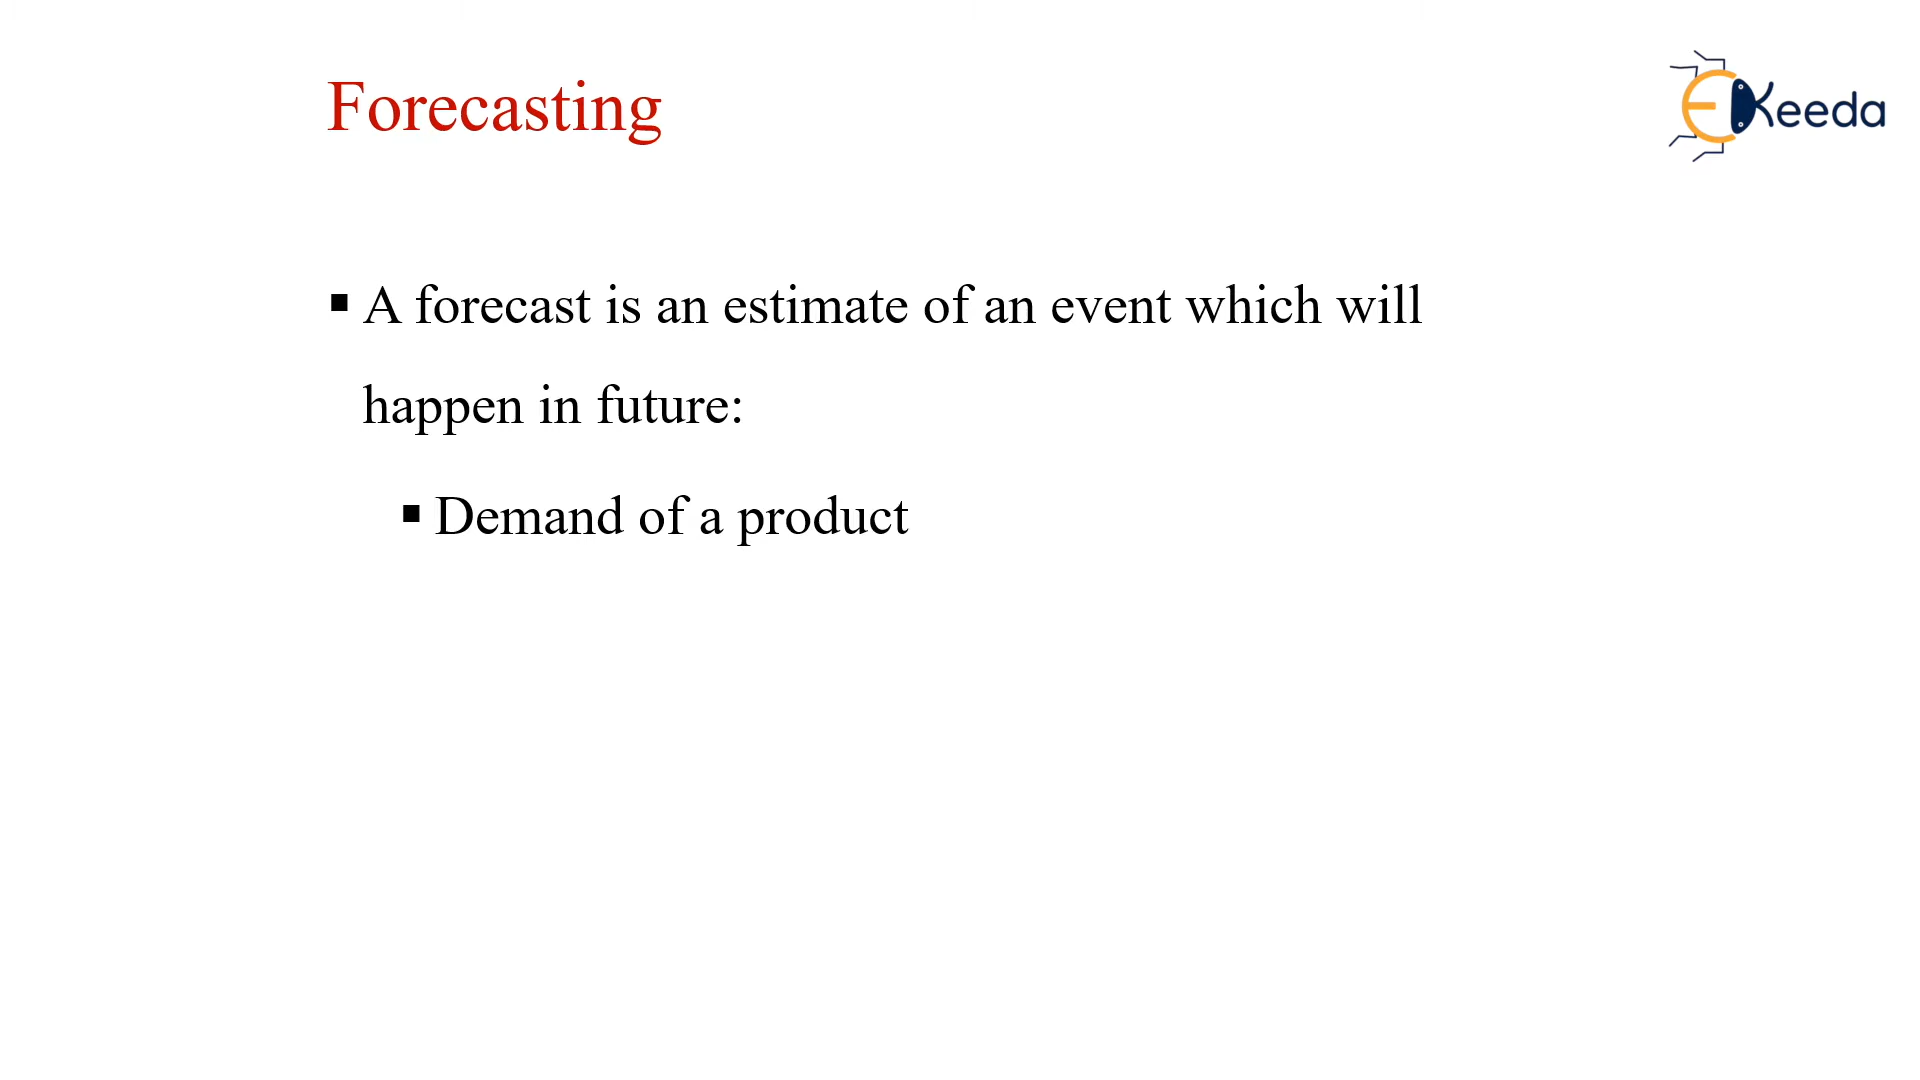 Forecasting
EKeeda
▪ A forecast is an estimate of an event which will
happen in future:
▪ Demand of a product